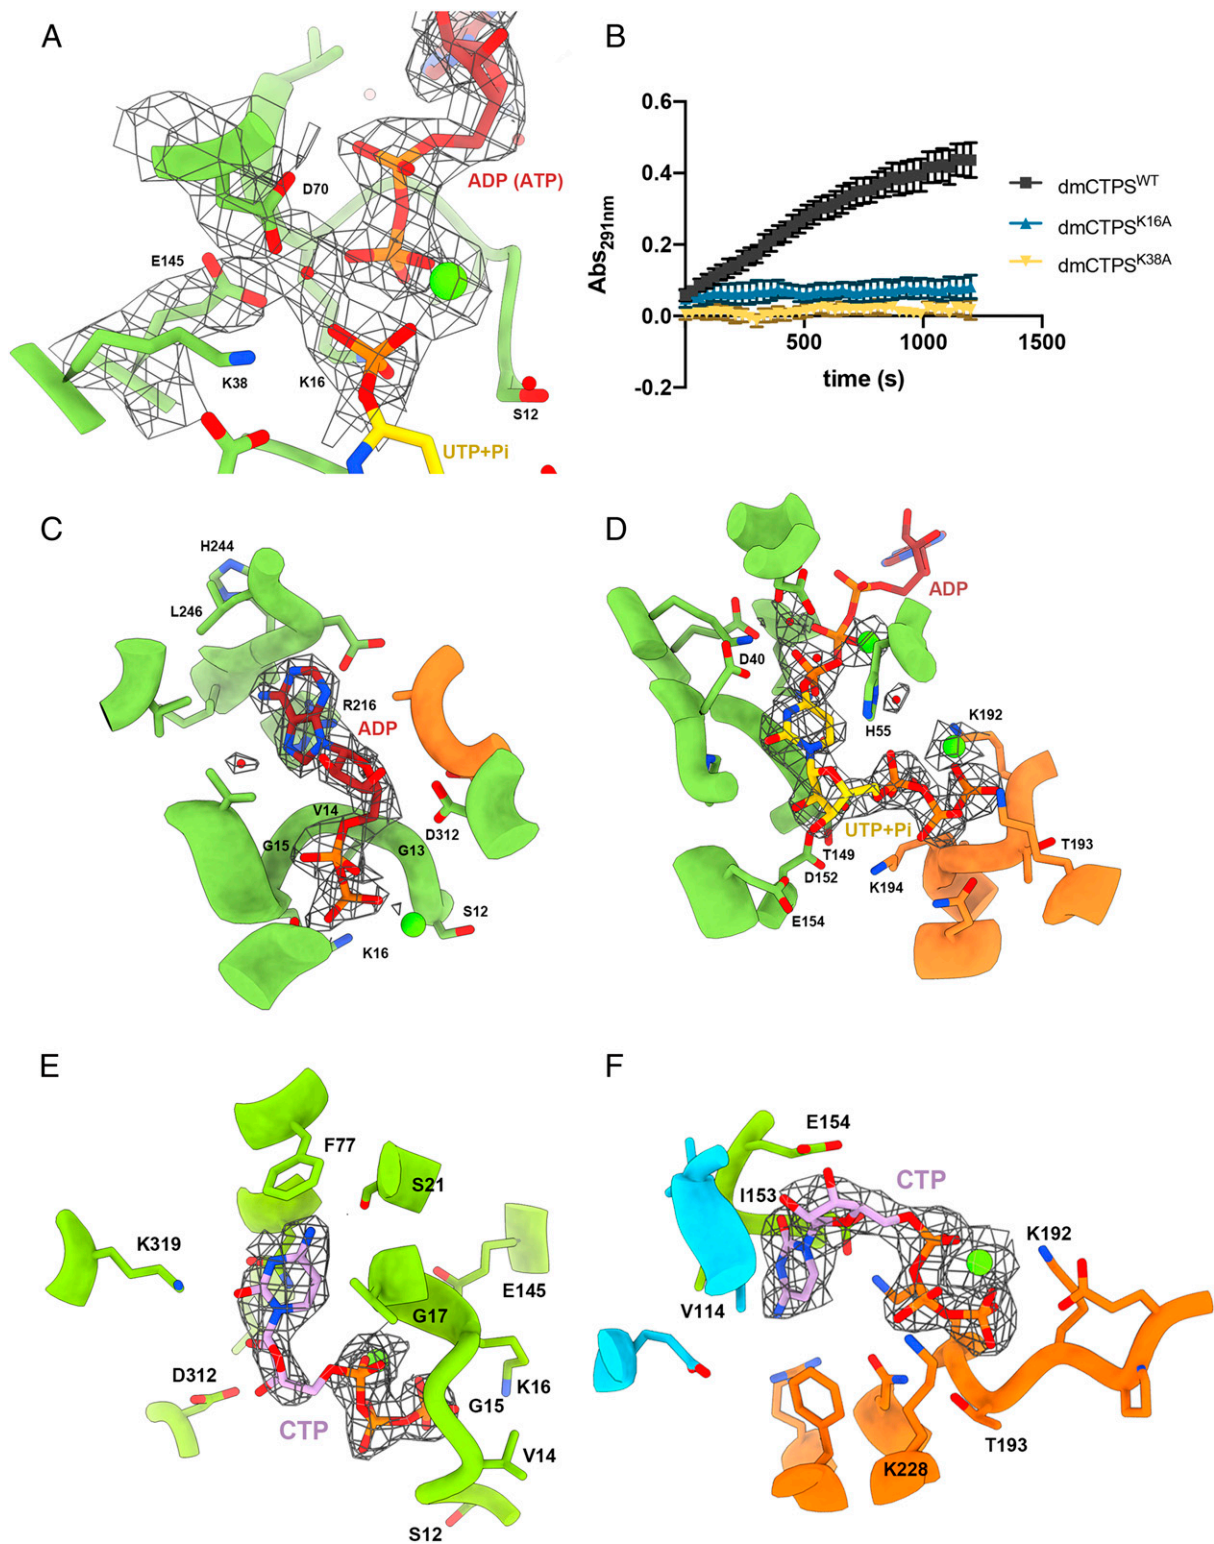 A
ADP (ATP)
D70
E145
K38
K16
S12
UTP+Pi
B
0.6
0.4
0.2
0.0
-0.2
Abs291nm
500
1000
1500
time (s)
dmCTPSWT
dmCTPSK16A
dmCTPSK38A
C
H244
L246
R216
ADP
V14
D312
G15
G13
S12
K16
D
ADP
D40
H55
K192
UTP+Pi
T149
T193
D152
K194
E154
E
F77
S21
K319
E145
G17
D312
K16
G15
CTP
V14
S12
F
E154
CTP
I153
K192
V114
T193
K228